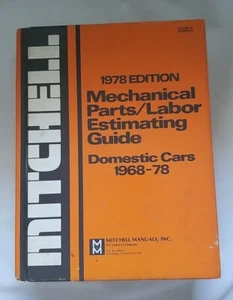 MITCHELL
1978 EDITION
Mechanical
Parts/Labor
Estimating
Guide
Domestic Cars
1968-78
MITCHELL MANUALS, INC.